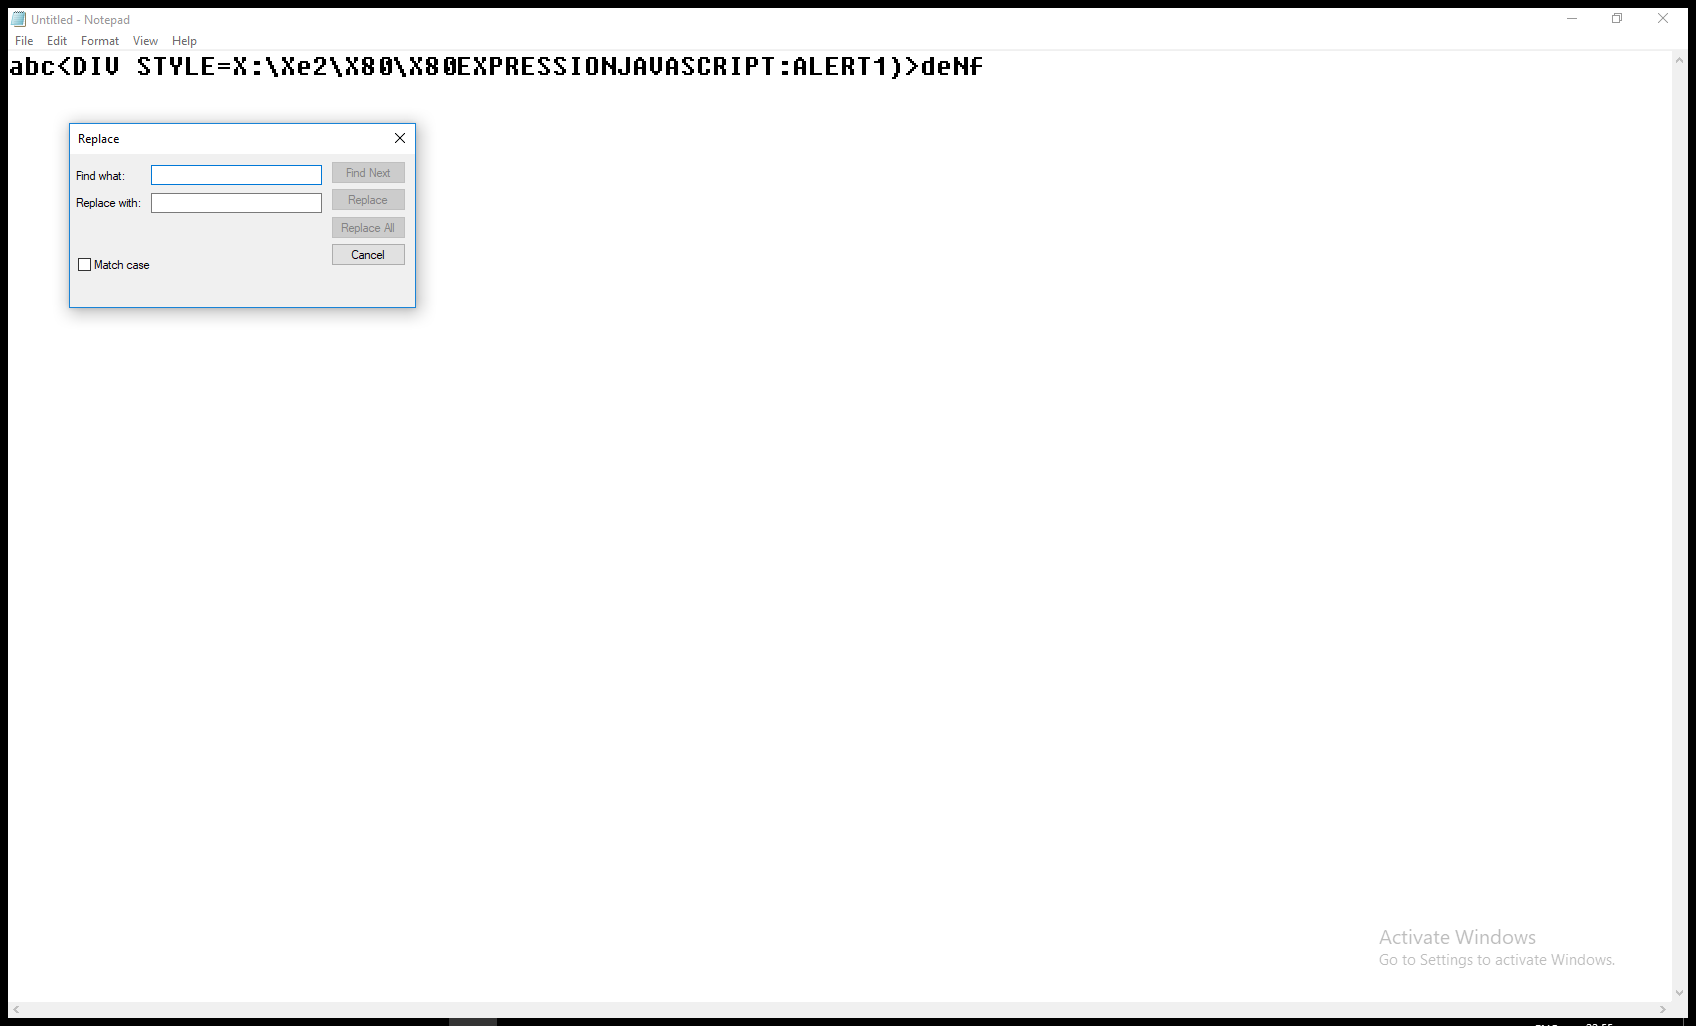 Untitled - Notepad
File Edit Format View Help
abc<DIV STYLE=X:\Xe2\X80\X80EXPRESSIONJAVASCRIPT:ALERT1)>deNf
Replace
Find what:
Find Next
Replace with:
Replace
Replace All
Cancel
Match case
Activate Windows
Go to Settings to activate Windows.